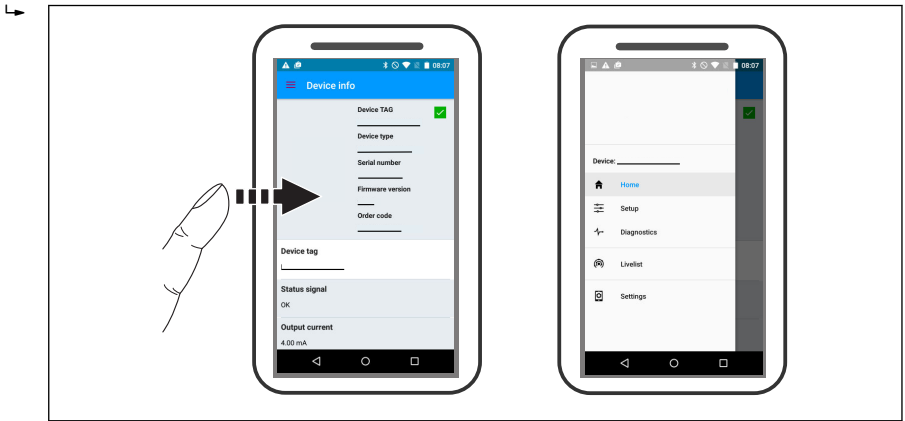 08:07
Device info
Device TAG
Device type
Serial number
Firmware version
Order code
Device tag
Status signal
OK
Output current
4.00 mA
08:07
Device:
Home
Setup
Diagnostics
Livelist
Settings